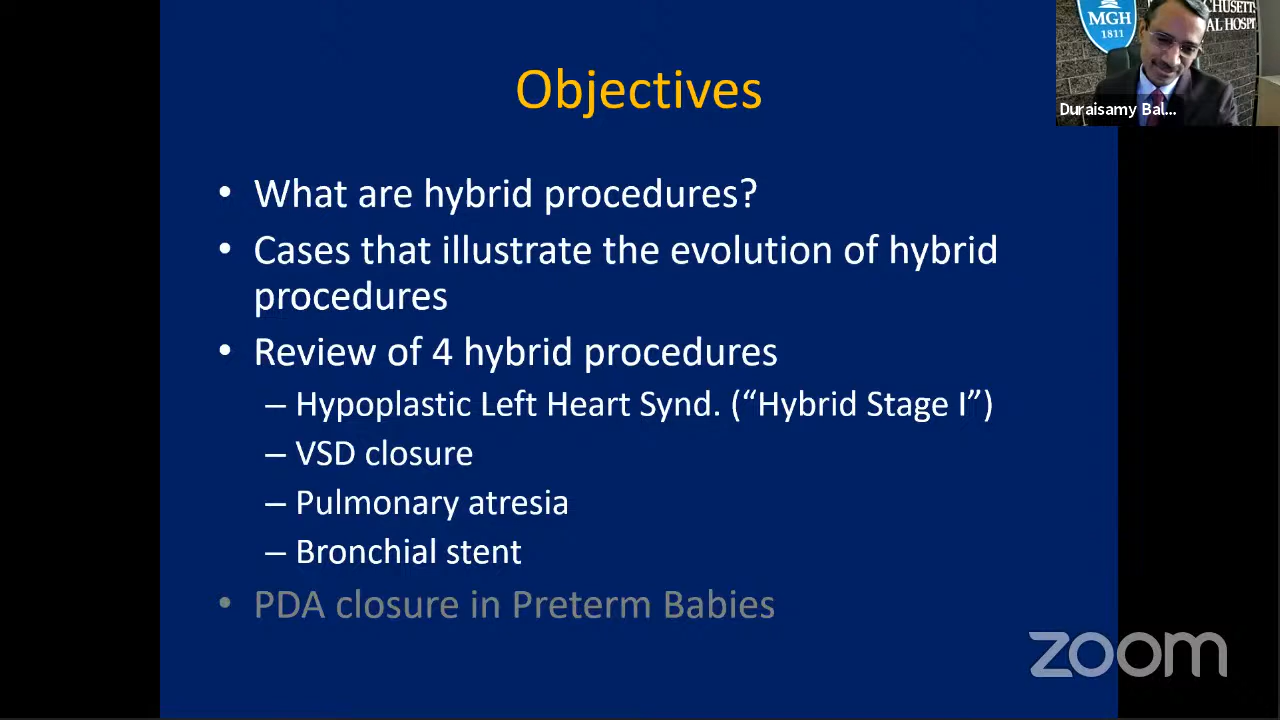 Objectives
• What are hybrid procedures?
• Cases that illustrate the evolution of hybrid
procedures
• Review of 4 hybrid procedures
– Hypoplastic Left Heart Synd. (“Hybrid Stage I”)
– VSD closure
– Pulmonary atresia
– Bronchial stent
• PDA closure in Preterm Babies
MGH
1811
Duraisamy Bal...
zoom